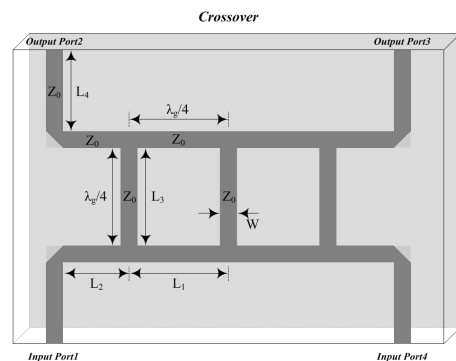 Crossover
Output Port2
Output Port3
Z0
L4
λg/4
Z0
Z0
λg/4
Z0
L3
Z0
W
L2
L1
Input Port1
Input Port4